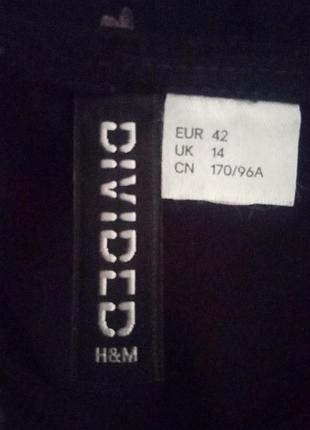 DIVIDED
H&M
EUR 42
UK 14
CN 170/96A